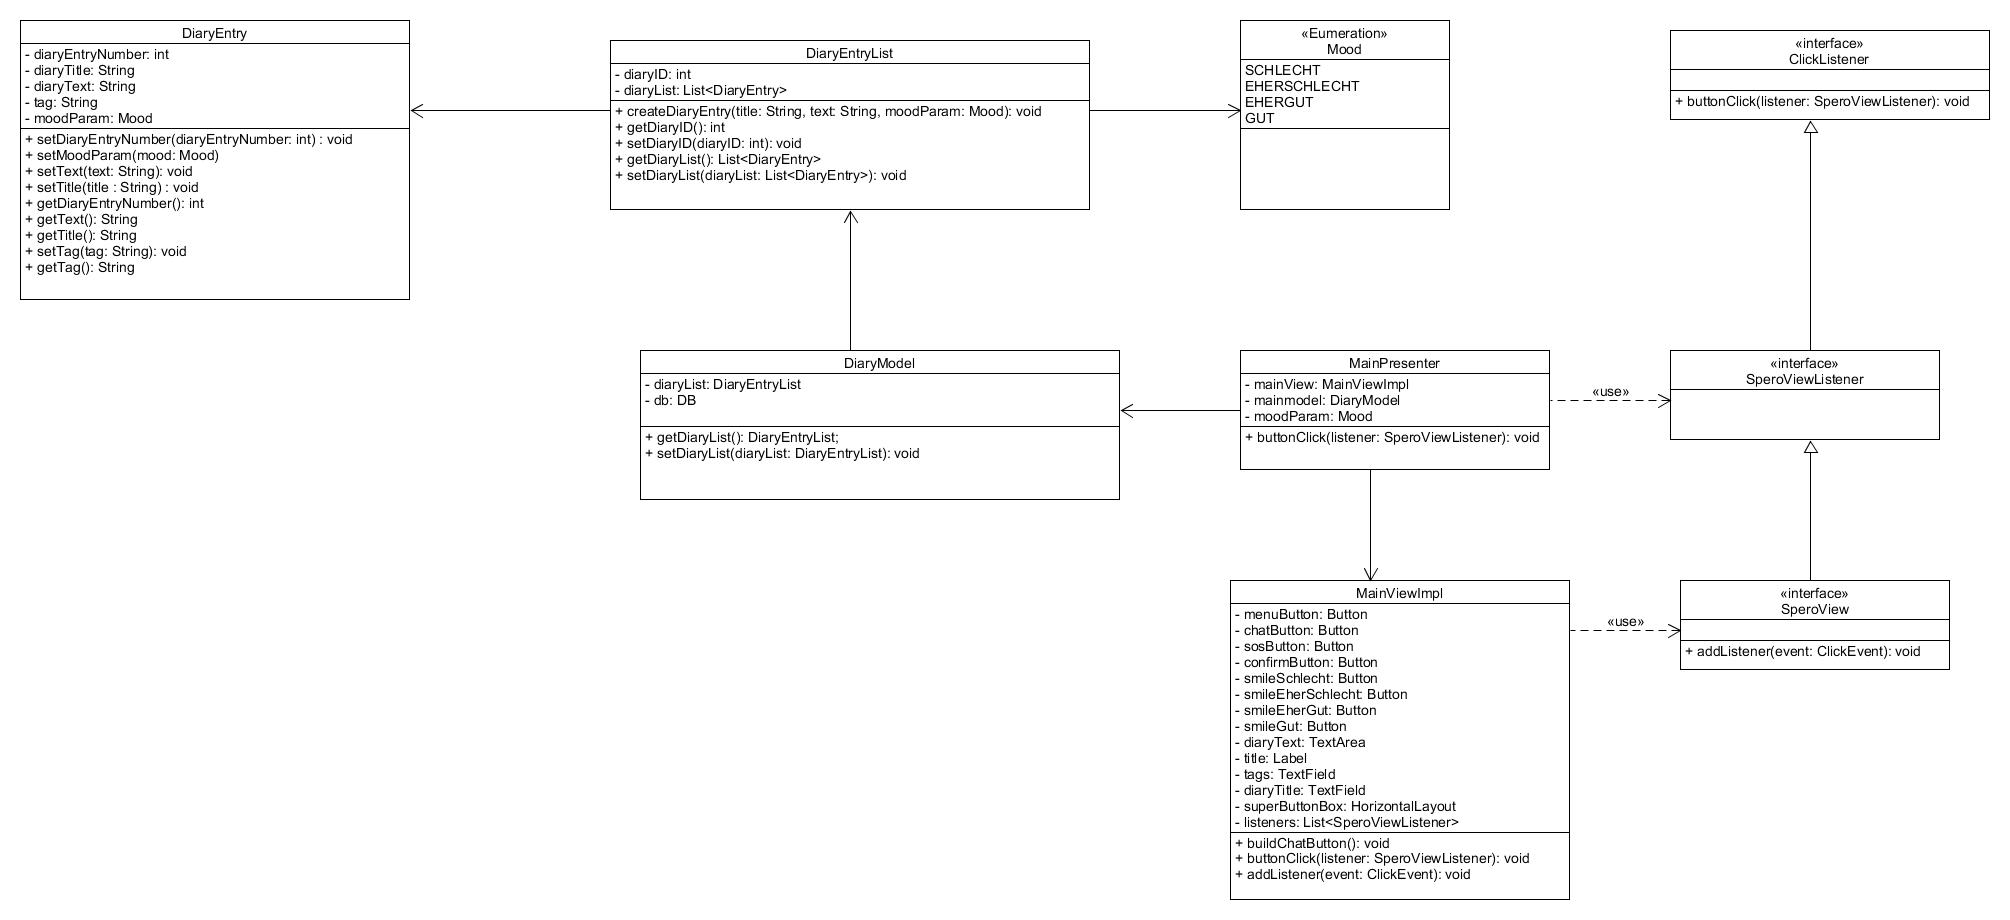 DiaryEntry
- diaryEntryNumber: int
- diaryTitle: String
- diaryText: String
- tag: String
- moodParam: Mood
+ setDiaryEntryNumber(diaryEntryNumber: int) : void
+ setMoodParam(mood: Mood)
+ setText(text: String): void
+ setTitle(title : String) : void
+ getDiaryEntryNumber(): int
+ getText(): String
+ getTitle(): String
+ setTag(tag: String): void
+ getTag(): String
DiaryEntryList
- diaryID: int
- diaryList: List<DiaryEntry>
+ createDiaryEntry(title: String, text: String, moodParam: Mood): void
+ getDiaryID(): int
+ setDiaryID(diaryID: int): void
+ getDiaryList(): List<DiaryEntry>
+ setDiaryList(diaryList: List<DiaryEntry>): void
«Eumeration»
Mood
SCHLECHT
EHERSCHLECHT
EHERGUT
GUT
«interface»
ClickListener
+ buttonClick(listener: SperoViewListener): void
DiaryModel
- diaryList: DiaryEntryList
- db: DB
+ getDiaryList(): DiaryEntryList;
+ setDiaryList(diaryList: DiaryEntryList): void
MainPresenter
- mainView: MainViewImpl
- mainmodel: DiaryModel
- moodParam: Mood
+ buttonClick(listener: SperoViewListener): void
«use»
«interface»
SperoViewListener
MainViewImpl
- menuButton: Button
- chatButton: Button
- sosButton: Button
- confirmButton: Button
- smileSchlecht: Button
- smileEherSchlecht: Button
- smileEherGut: Button
- smileGut: Button
- diaryText: TextArea
- title: Label
- tags: TextField
- diaryTitle: TextField
- superButtonBox: HorizontalLayout
- listeners: List<SperoViewListener>
+ buildChatButton(): void
+ buttonClick(listener: SperoViewListener): void
+ addListener(event: ClickEvent): void
«use»
«interface»
SperoView
+ addListener(event: ClickEvent): void